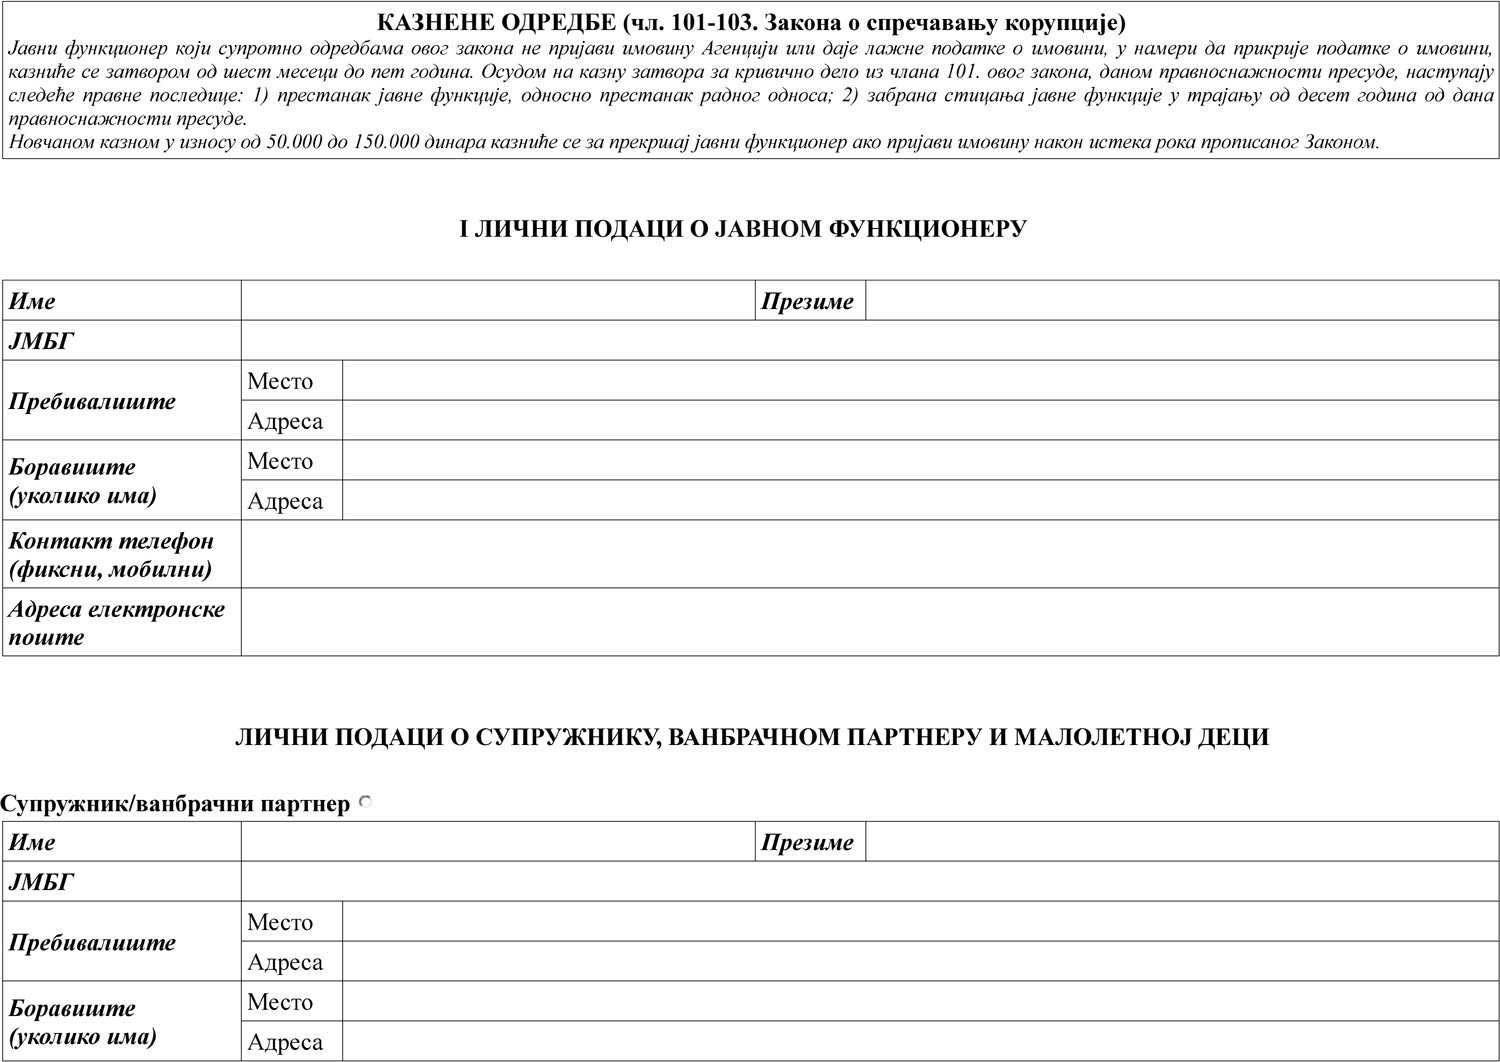 КАЗНЕНЕ ОДРЕДБЕ (чл. 101-103. Закона о спречавању корупције)
Јавни функционер који супротно одредбама овог закона не пријави имовину Агенцији или даје лажне податке о имовини, у намери да прикрије податке о имовини,
казниће се затвором од шест месеци до пет година. Осудом на казну затвора за кривично дело из члана 101. овог закона, даном правноснажности пресуде, наступају
следеће правне последице: 1) престанак јавне функције, односно престанак радног односа; 2) забрана стицања јавне функције у трајању од десет година од дана
правноснажности пресуде.
Новчаном казном у износу од 50.000 до 150.000 динара казниће се за прекршај јавни функционер ако пријави имовину након истека рока прописаног Законом.
I ЛИЧНИ ПОДАЦИ О ЈАВНОМ ФУНКЦИОНЕРУ
Име Презиме
ЈМБГ
Пребивалиште
Место
Адреса
Боравиште
(уколико има)
Место
Адреса
Контакт телефон
(фиксни, мобилни)
Адреса електронске
поште
ЛИЧНИ ПОДАЦИ О СУПРУЖНИКУ, ВАНБРАЧНОМ ПАРТНЕРУ И МАЛОЛЕТНОЈ ДЕЦИ
Супружник/ванбрачни партнер
Име Презиме
ЈМБГ
Пребивалиште
Место
Адреса
Боравиште
(уколико има)
Место
Адреса